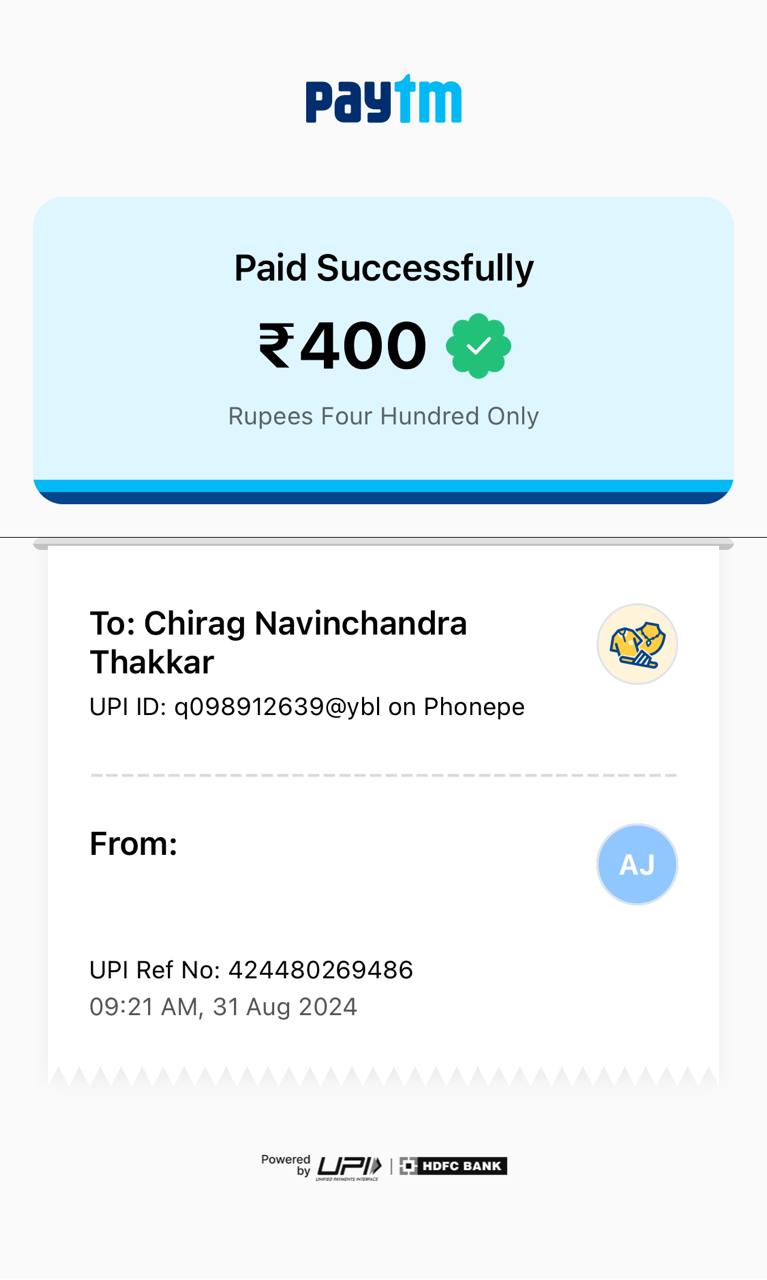 paytm
Paid Successfully
₹400
Rupees Four Hundred Only
To: Chirag Navinchandra
Thakkar
UPI ID: q098912639@ybl on Phonepe
From:
AJ
UPI Ref No: 424480269486
09:21 AM, 31 Aug 2024
Powered
by
UPI
UNIFIED PAYMENTS INTERFACE
HDFC BANK